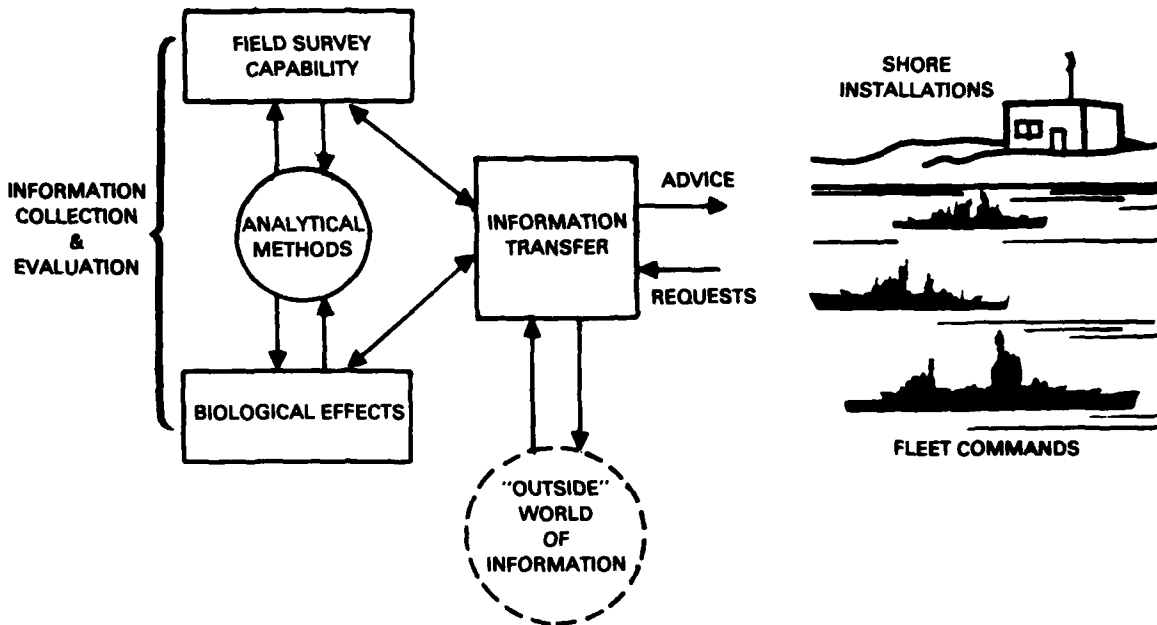 INFORMATION
COLLECTION
&
EVALUATION
FIELD SURVEY
CAPABILITY
ANALYTICAL
METHODS
BIOLOGICAL EFFECTS
INFORMATION
TRANSFER
"OUTSIDE"
WORLD
OF
INFORMATION
ADVICE
REQUESTS
SHORE
INSTALLATIONS
FLEET COMMANDS